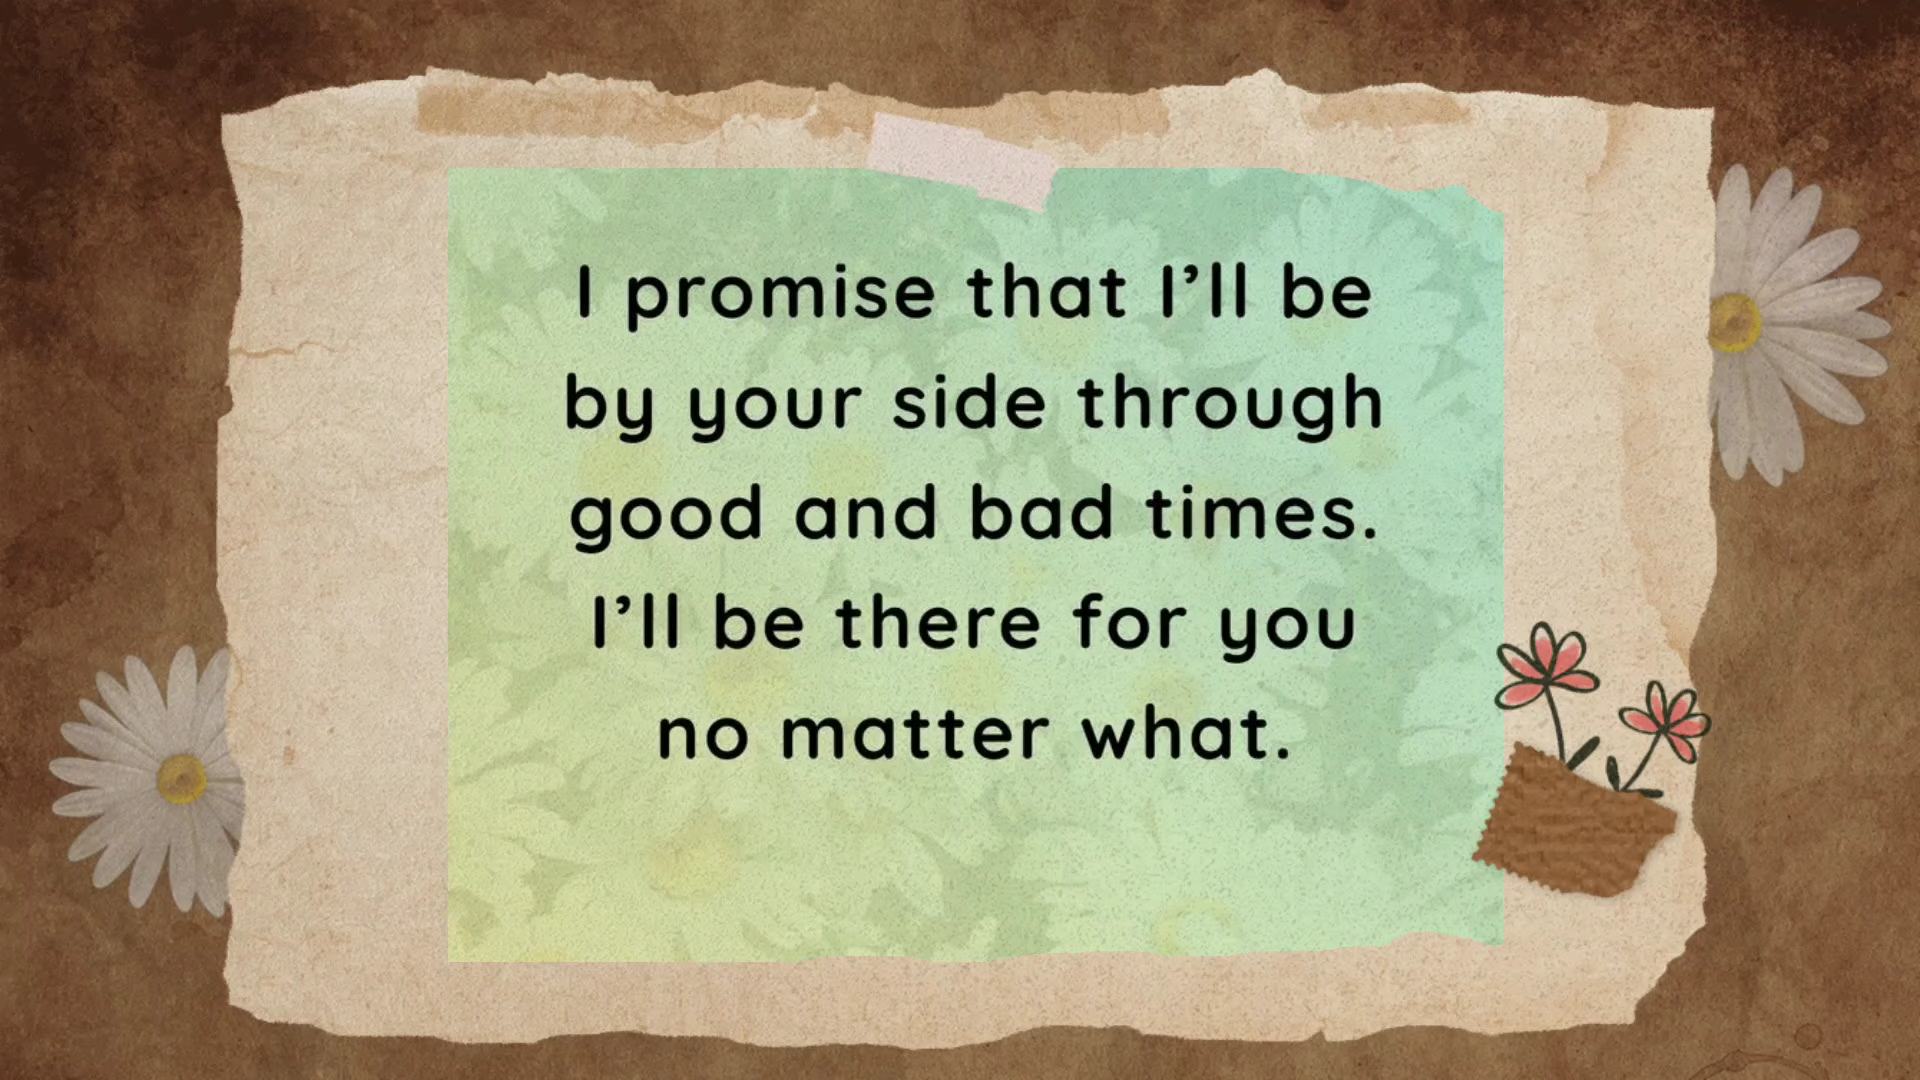 I promise that I’ll be
by your side through
good and bad times.
I’ll be there for you
no matter what.